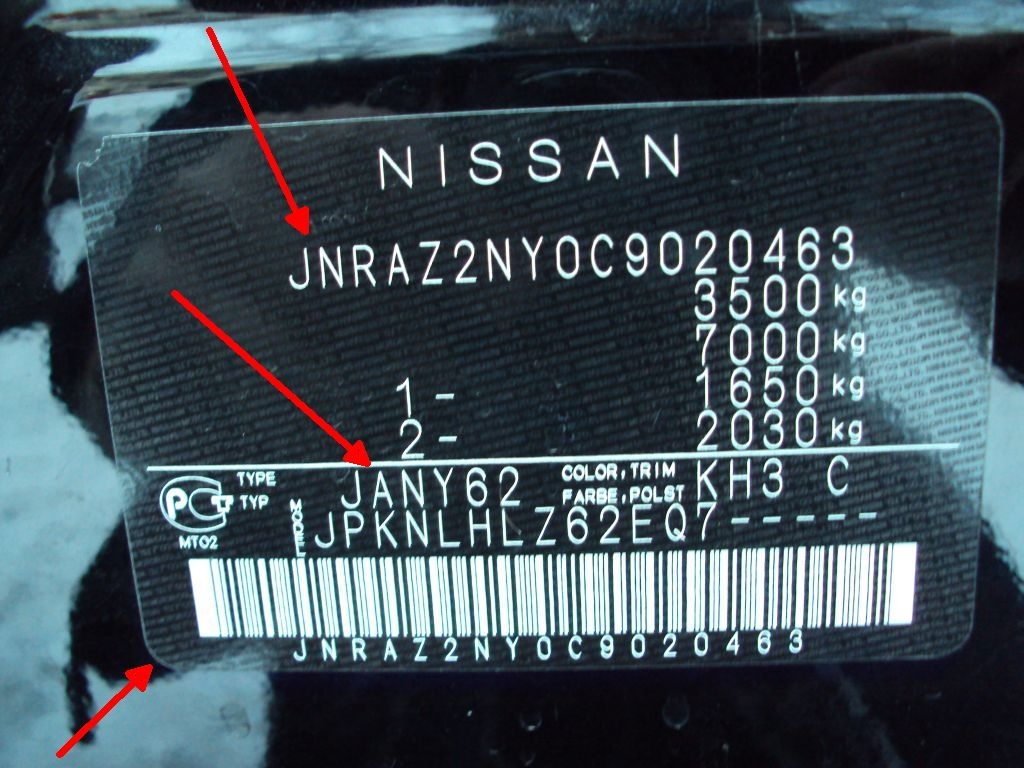 NISSAN
JNRAZ2NY0C9020463
3500 kg
7000 kg
1 - 1650 kg
2 - 2030 kg
TYPE JANY62 COLOR, TRIM KH3 C
TYP FARBE, POLST
PCT
MT02
MODEL JPKNLHLZ62EQ7-----
JNRAZ2NY0C9020463